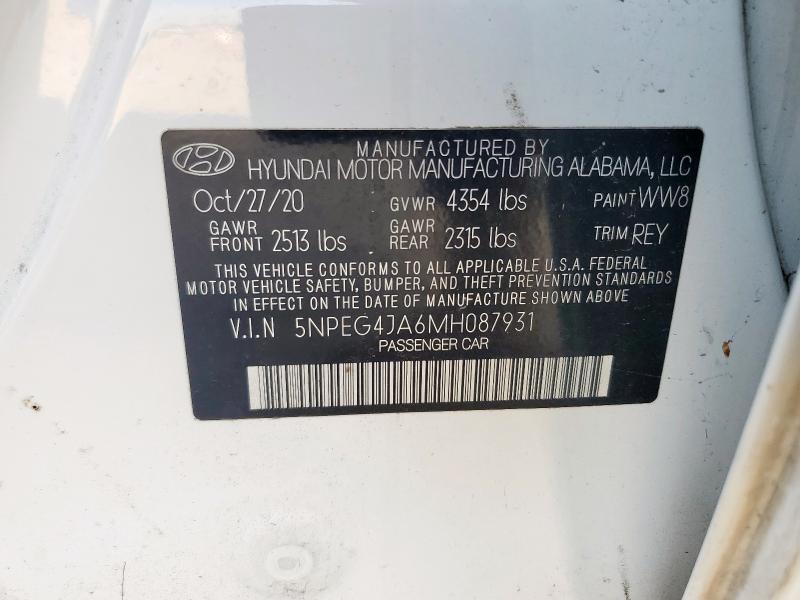 MANUFACTURED BY
HYUNDAI MOTOR MANUFACTURING ALABAMA, LLC
Oct/27/20 GVWR 4354 lbs PAINT WW8
GAWR FRONT 2513 lbs GAWR REAR 2315 lbs TRIM REY
THIS VEHICLE CONFORMS TO ALL APPLICABLE U.S.A. FEDERAL
MOTOR VEHICLE SAFETY, BUMPER, AND THEFT PREVENTION STANDARDS
IN EFFECT ON THE DATE OF MANUFACTURE SHOWN ABOVE
V.I.N 5NPEG4JA6MH087931
PASSENGER CAR